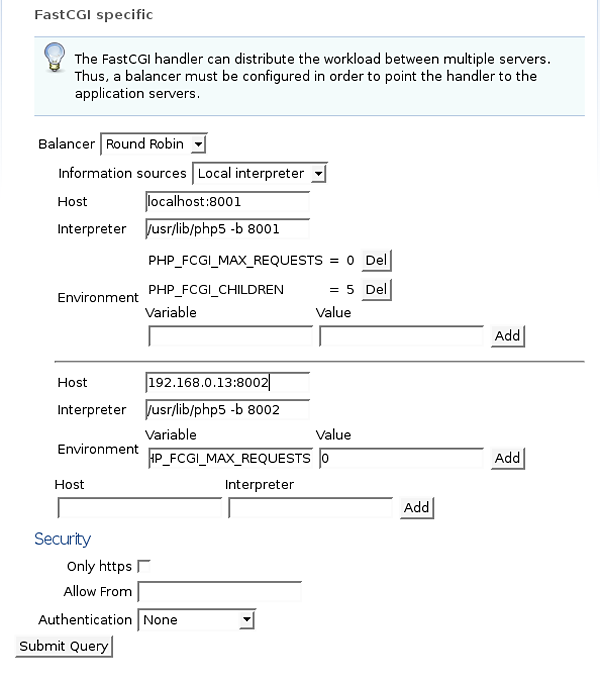 FastCGI specific
The FastCGI handler can distribute the workload between multiple servers.
Thus, a balancer must be configured in order to point the handler to the
application servers.
Balancer Round Robin
Information sources Local interpreter
Host localhost:8001
Interpreter /usr/lib/php5 -b 8001
PHP_FCGI_MAX_REQUESTS = 0 Del
Environment PHP_FCGI_CHILDREN = 5 Del
Variable Value
Add
Host 192.168.0.13:8002
Interpreter /usr/lib/php5 -b 8002
Variable Value
Environment HP_FCGI_MAX_REQUESTS 0 Add
Host Interpreter
Add
Security
Only https
Allow From
Authentication None
Submit Query